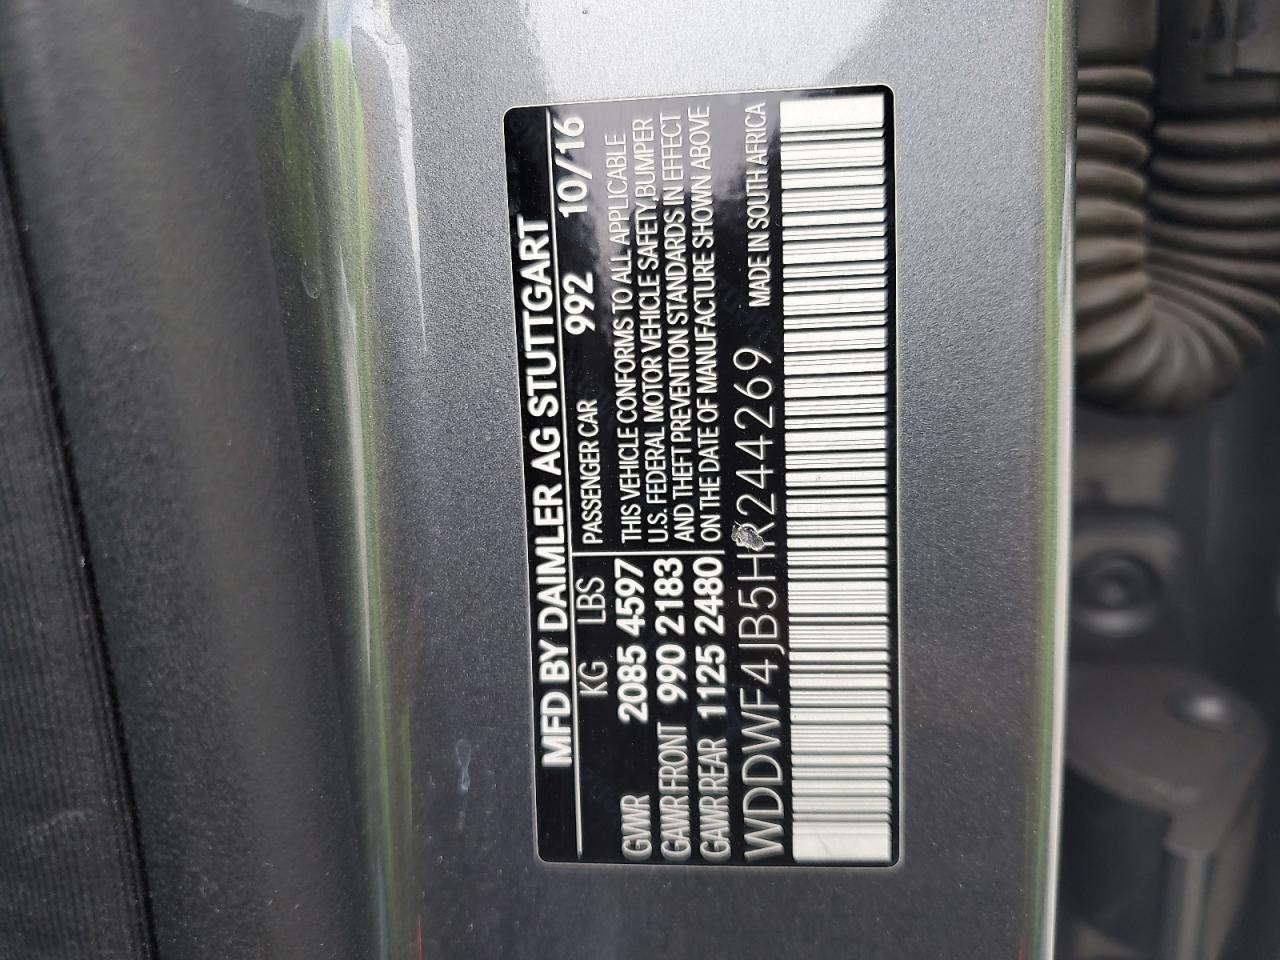 MFD BY DAIMLER AG STUTTGART
KG LBS PASSENGER CAR 992 10/16
GVWR 2085 4597 THIS VEHICLE CONFORMS TO ALL APPLICABLE
U.S. FEDERAL MOTOR VEHICLE SAFETY, BUMPER
GAWR FRONT 990 2183 AND THEFT PREVENTION STANDARDS IN EFFECT
GAWR REAR 1125 2480 ON THE DATE OF MANUFACTURE SHOWN ABOVE
WDDWF4JB5HR244269 MADE IN SOUTH AFRICA